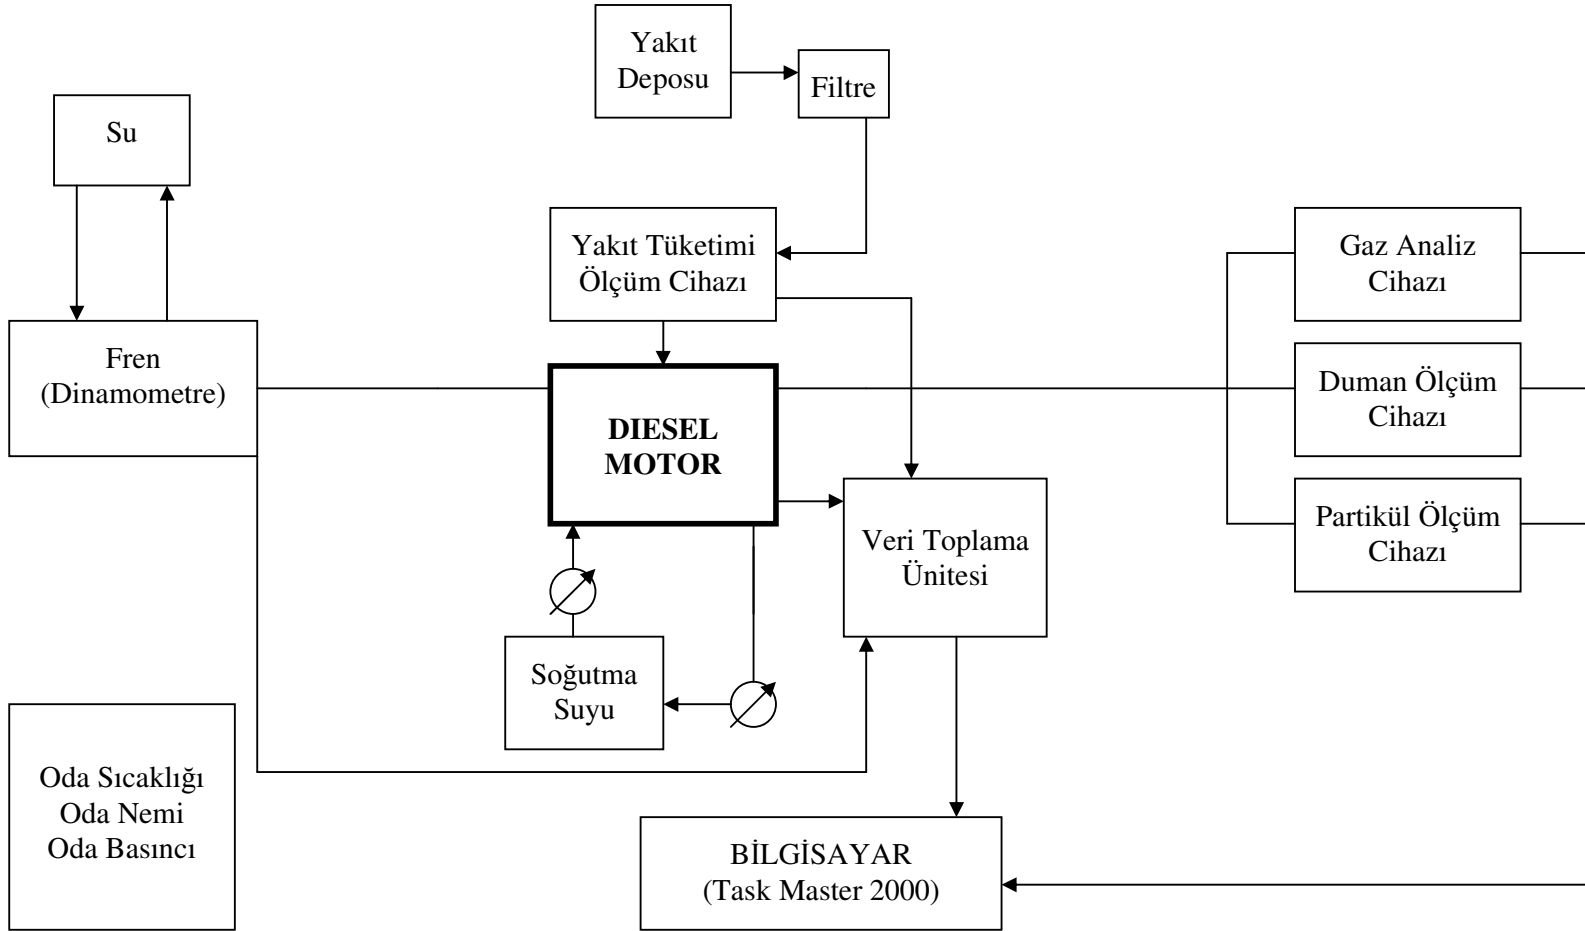 Yakıt
Deposu
Filtre
Su
Yakıt Tüketimi
Ölçüm Cihazı
Gaz Analiz
Cihazı
Fren
(Dinamometre)
DIESEL
MOTOR
Duman Ölçüm
Cihazı
Veri Toplama
Ünitesi
Partikül Ölçüm
Cihazı
Soğutma
Suyu
Oda Sıcaklığı
Oda Nemi
Oda Basıncı
BİLGİSAYAR
(Task Master 2000)